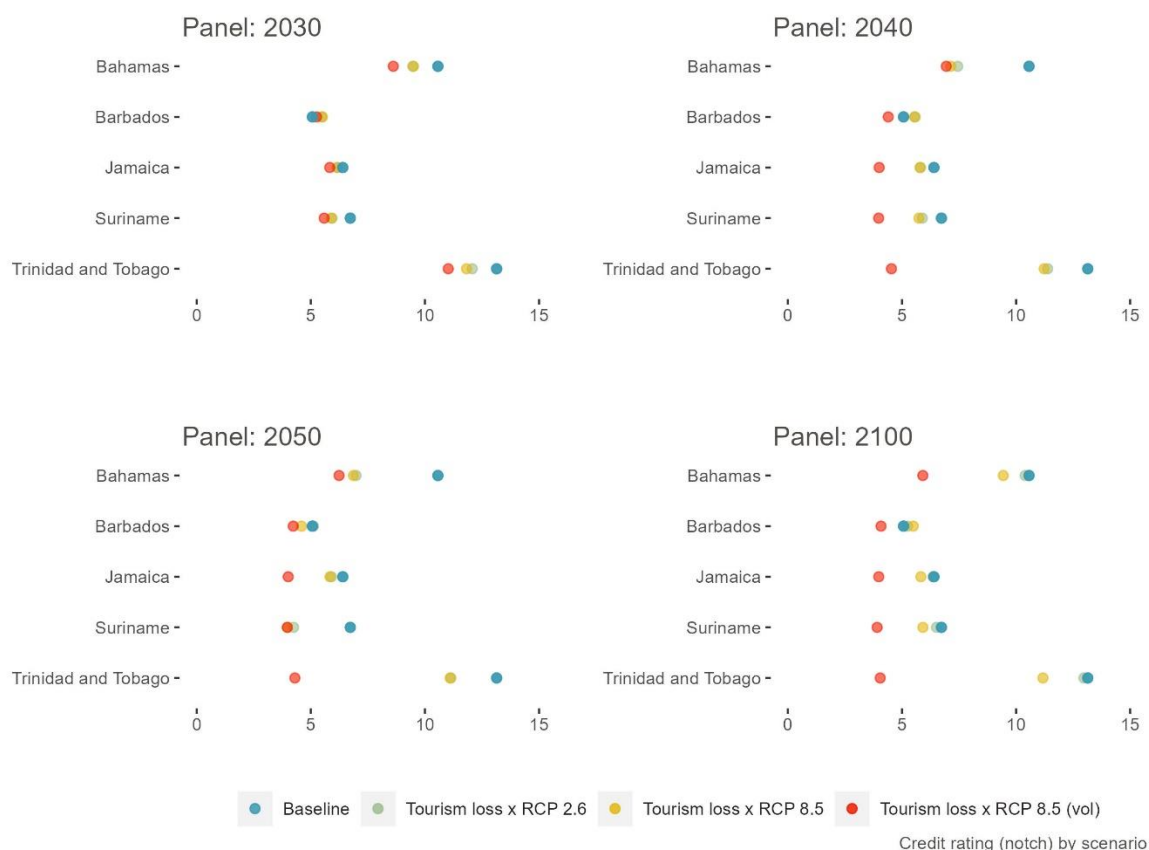 Panel: 2030
Bahamas
Barbados
Jamaica
Suriname
Trinidad and Tobago
0 5 10 15
Panel: 2040
Bahamas
Barbados
Jamaica
Suriname
Trinidad and Tobago
0 5 10 15
Panel: 2050
Bahamas
Barbados
Jamaica
Suriname
Trinidad and Tobago
0 5 10 15
Panel: 2100
Bahamas
Barbados
Jamaica
Suriname
Trinidad and Tobago
0 5 10 15
Baseline Tourism loss x RCP 2.6 Tourism loss x RCP 8.5 Tourism loss x RCP 8.5 (vol)
Credit rating (notch) by scenario